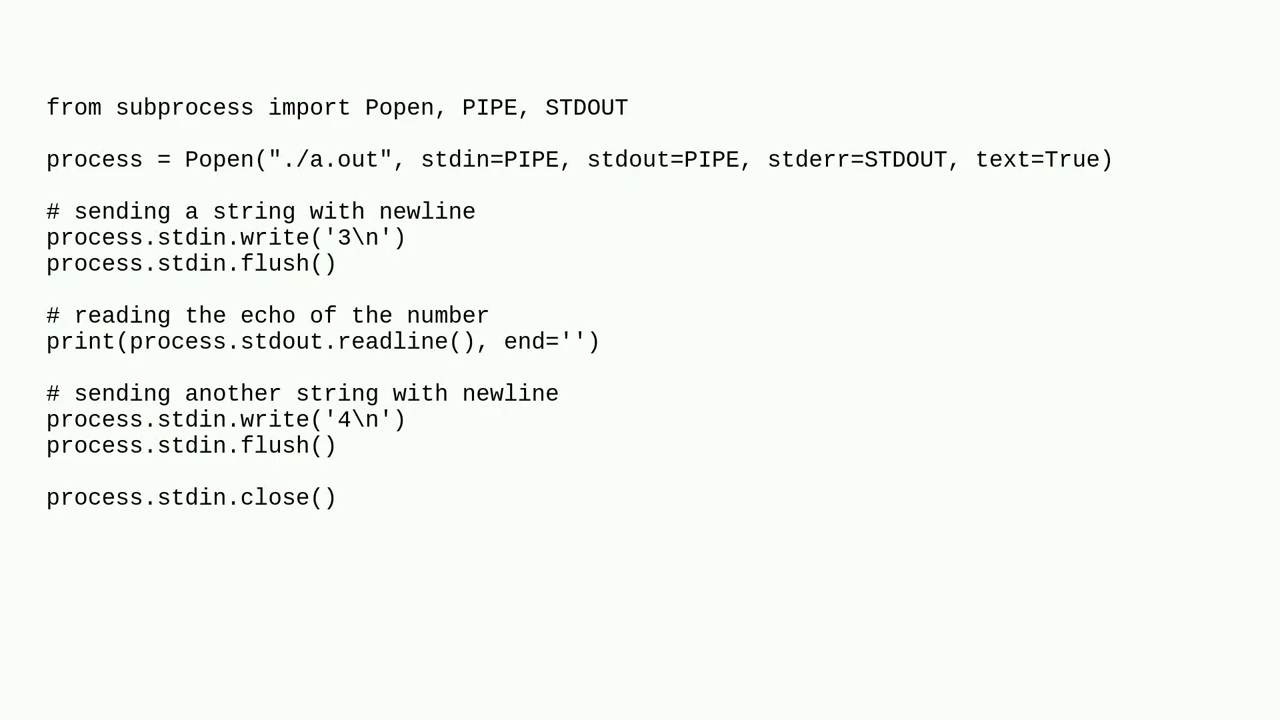 from subprocess import Popen, PIPE, STDOUT
process = Popen("./a.out", stdin=PIPE, stdout=PIPE, stderr=STDOUT, text=True)
# sending a string with newline
process.stdin.write('3\n')
process.stdin.flush()
# reading the echo of the number
print(process.stdout.readline(), end='')
# sending another string with newline
process.stdin.write('4\n')
process.stdin.flush()
process.stdin.close()